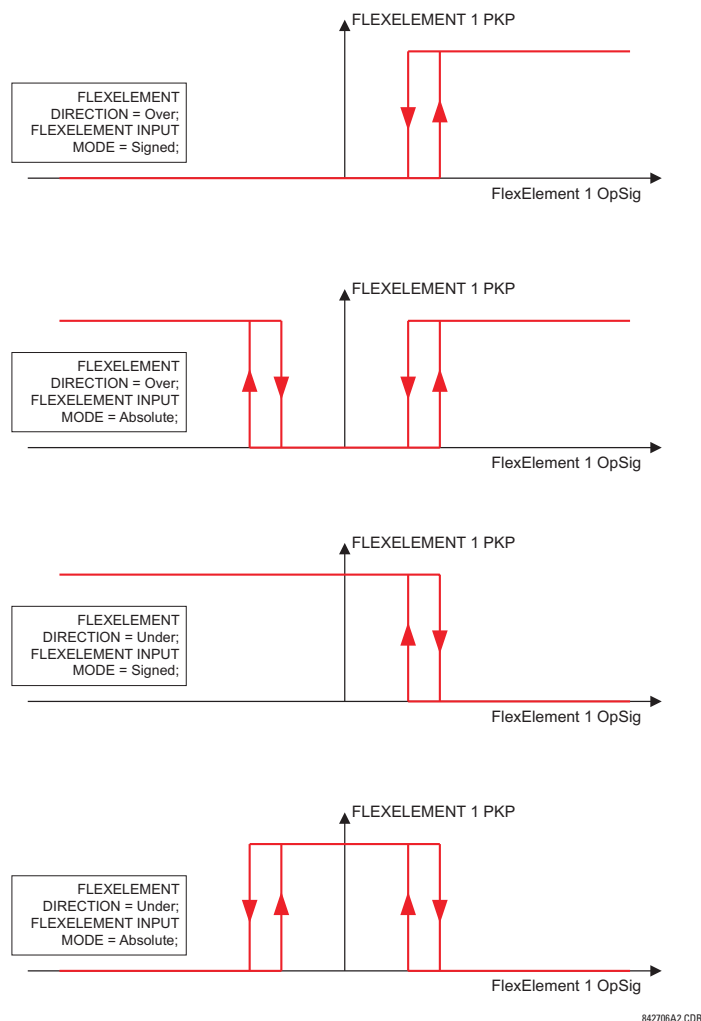 FLEXELEMENT 1 PKP
FLEXELEMENT
DIRECTION = Over;
FLEXELEMENT INPUT
MODE = Signed;
FlexElement 1 OpSig
FLEXELEMENT 1 PKP
FLEXELEMENT
DIRECTION = Over;
FLEXELEMENT INPUT
MODE = Absolute;
FlexElement 1 OpSig
FLEXELEMENT 1 PKP
FLEXELEMENT
DIRECTION = Under;
FLEXELEMENT INPUT
MODE = Signed;
FlexElement 1 OpSig
FLEXELEMENT 1 PKP
FLEXELEMENT
DIRECTION = Under;
FLEXELEMENT INPUT
MODE = Absolute;
FlexElement 1 OpSig
842706A2.CDR